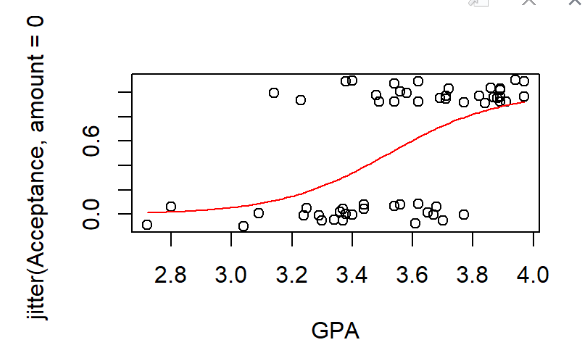 jitter(Acceptance, amount = 0
0.6
0.0
2.8 3.0 3.2 3.4 3.6 3.8 4.0
GPA